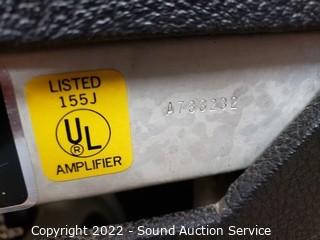 LISTED
155J
UL
®
AMPLIFIER
A733232
Copyright 2022 - Sound Auction Service